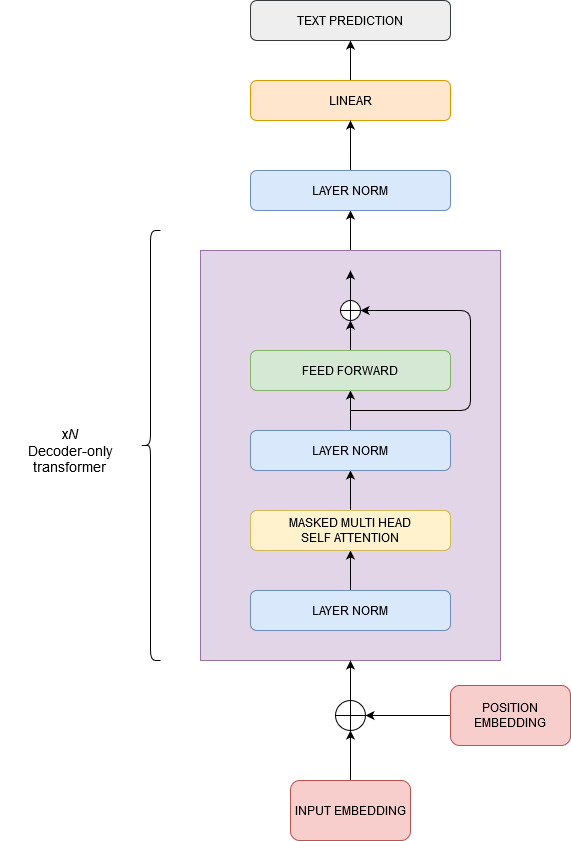 TEXT PREDICTION
LINEAR
LAYER NORM
FEED FORWARD
LAYER NORM
MASKED MULTI HEAD
SELF ATTENTION
LAYER NORM
xN
Decoder-only
transformer
POSITION
EMBEDDING
INPUT EMBEDDING